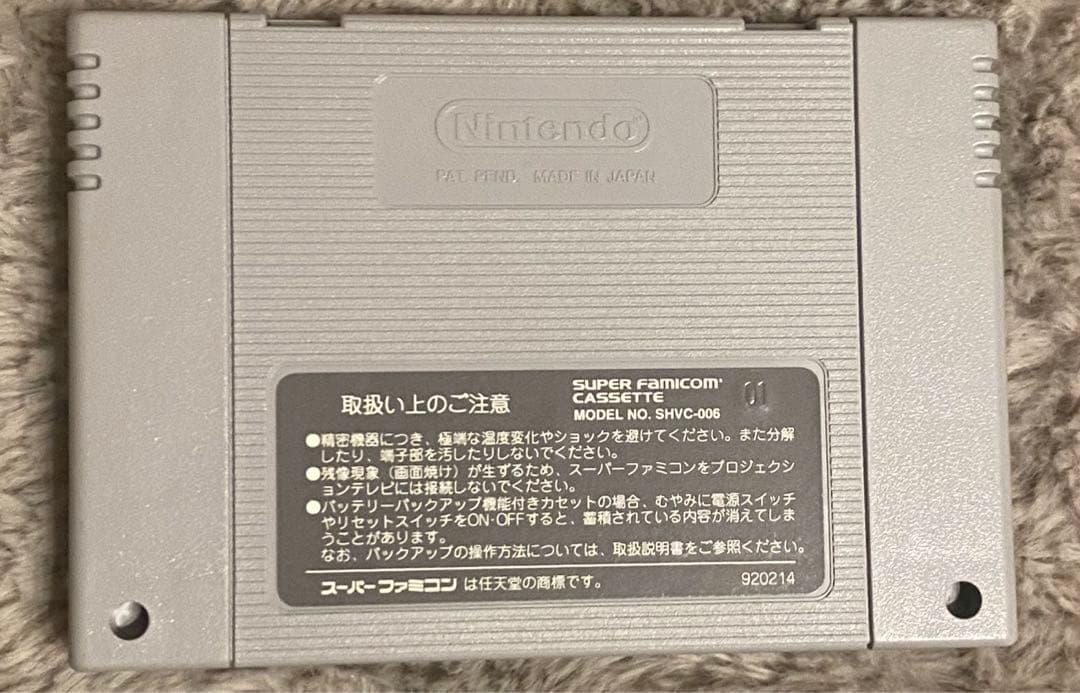 Nintendo®
PAT. PEND. MADE IN JAPAN
取扱い上のご注意
SUPER FAMICOM
CASSETTE
MODEL NO. SHVC-006
01
●精密機器につき、極端な温度変化やショックを避けてください。また分解
したり、端子部を汚したりしないでください。
●残像現象（画面焼け）が生ずるため、スーパーファミコンをプロジェクシ
ョンテレビには接続しないでください。
●バッテリーバックアップ機能付きカセットの場合、むやみに電源スイッチ
やリセットスイッチをON・OFFすると、蓄積されている内容が消えてしま
うことがあります。
なお、バックアップの操作方法については、取扱説明書をご参照ください。
スーパーファミコン は任天堂の商標です。
920214